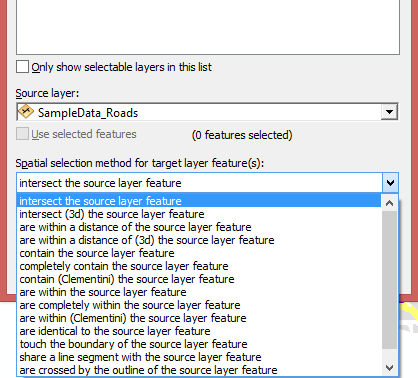 Only show selectable layers in this list
Source layer:
SampleData_Roads
Use selected features (0 features selected)
Spatial selection method for target layer feature(s):
intersect the source layer feature
intersect the source layer feature
intersect (3d) the source layer feature
are within a distance of the source layer feature
are within a distance of (3d) the source layer feature
contain the source layer feature
completely contain the source layer feature
contain (Clementini) the source layer feature
are within the source layer feature
are completely within the source layer feature
are within (Clementini) the source layer feature
are identical to the source layer feature
touch the boundary of the source layer feature
share a line segment with the source layer feature
are crossed by the outline of the source layer feature